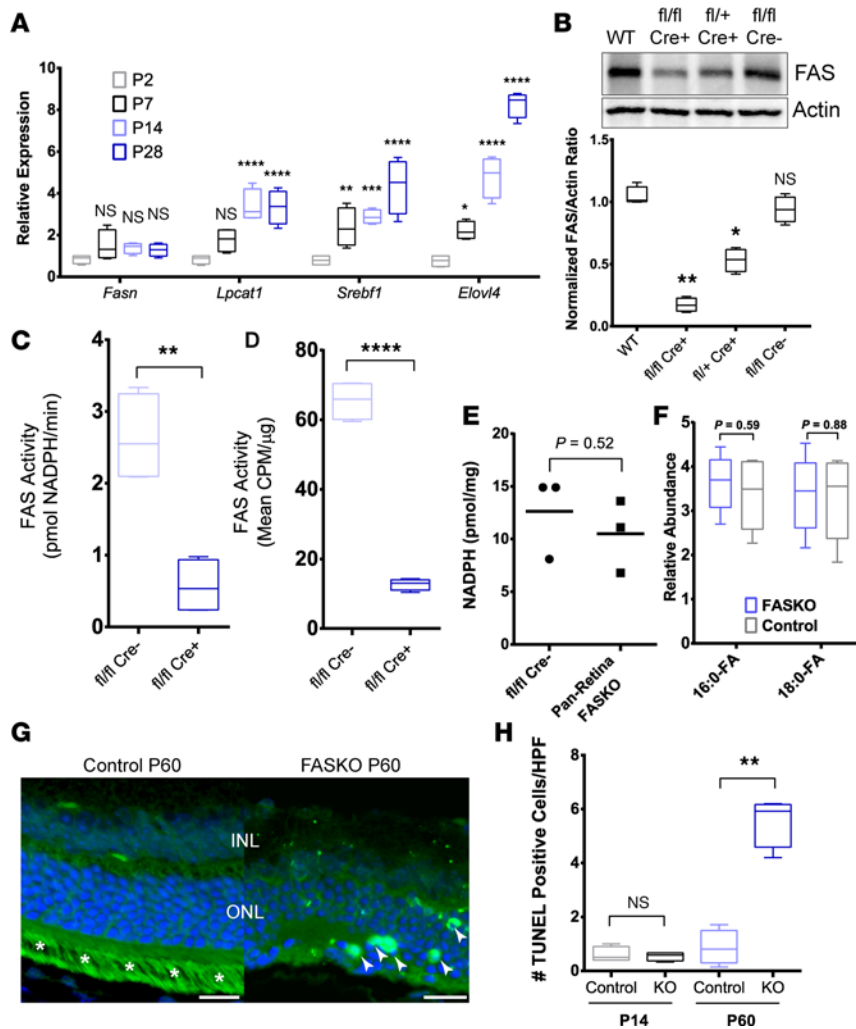 A
Relative Expression
10
8
6
4
2
0
P2
P7
P14
P28
NS NS NS
NS **** ****
** *** ****
* **** ****
Fasn Lpcat1 Srebf1 Elovl4
B
WT fl/fl Cre+ fl/+ Cre+ fl/fl Cre-
FAS
Actin
Normalized FAS/Actin Ratio
1.5
1.0
0.5
0.0
** * NS
WT fl/fl Cre+ fl/+ Cre+ fl/fl Cre-
C
FAS Activity
(pmol NADPH/min)
4
3
2
1
0
**
fl/fl Cre- fl/fl Cre+
D
FAS Activity
(Mean CPM/µg)
80
60
40
20
0
****
fl/fl Cre- fl/fl Cre+
E
NADPH (pmol/mg)
20
15
10
5
0
P = 0.52
fl/fl Cre- Pan-Retina
FASKO
F
Relative Abundance
5
4
3
2
1
0
P = 0.59 P = 0.88
FASKO
Control
16:0-FA 18:0-FA
G
Control P60 FASKO P60
INL
ONL
* * * * *
H
# TUNEL Positive Cells/HPF
8
6
4
2
0
NS
**
Control KO Control KO
P14 P60